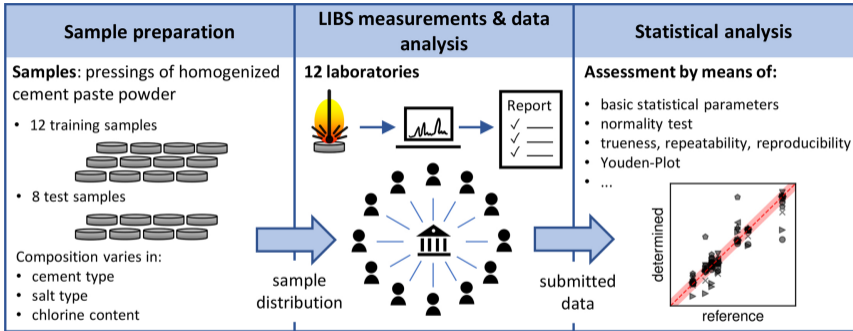 Sample preparation
Samples: pressings of homogenized
cement paste powder
• 12 training samples
• 8 test samples
Composition varies in:
• cement type
• salt type
• chlorine content
LIBS measurements & data
analysis
12 laboratories
Report
sample
distribution
submitted
data
Statistical analysis
Assessment by means of:
• basic statistical parameters
• normality test
• trueness, repeatability, reproducibility
• Youden-Plot
• ...
determined
reference